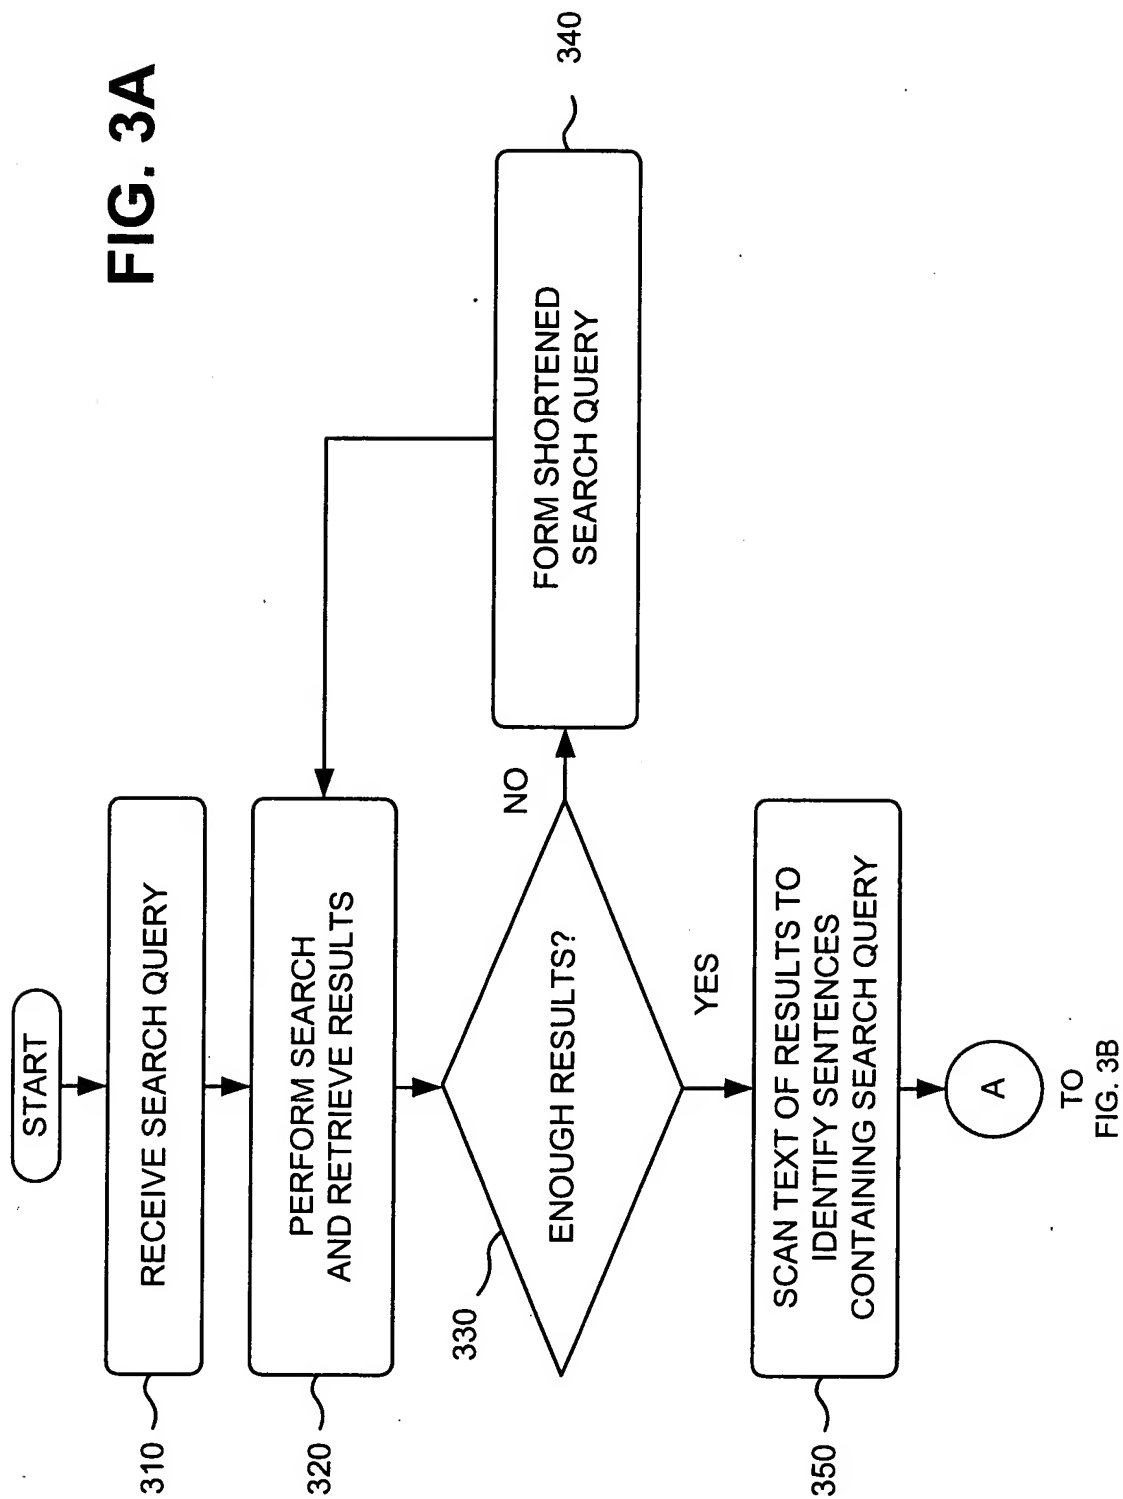 FIG. 3A
START
310
RECEIVE SEARCH QUERY
320
PERFORM SEARCH
AND RETRIEVE RESULTS
330
ENOUGH RESULTS?
NO
340
FORM SHORTENED
SEARCH QUERY
YES
350
SCAN TEXT OF RESULTS TO
IDENTIFY SENTENCES
CONTAINING SEARCH QUERY
A
TO
FIG. 3B